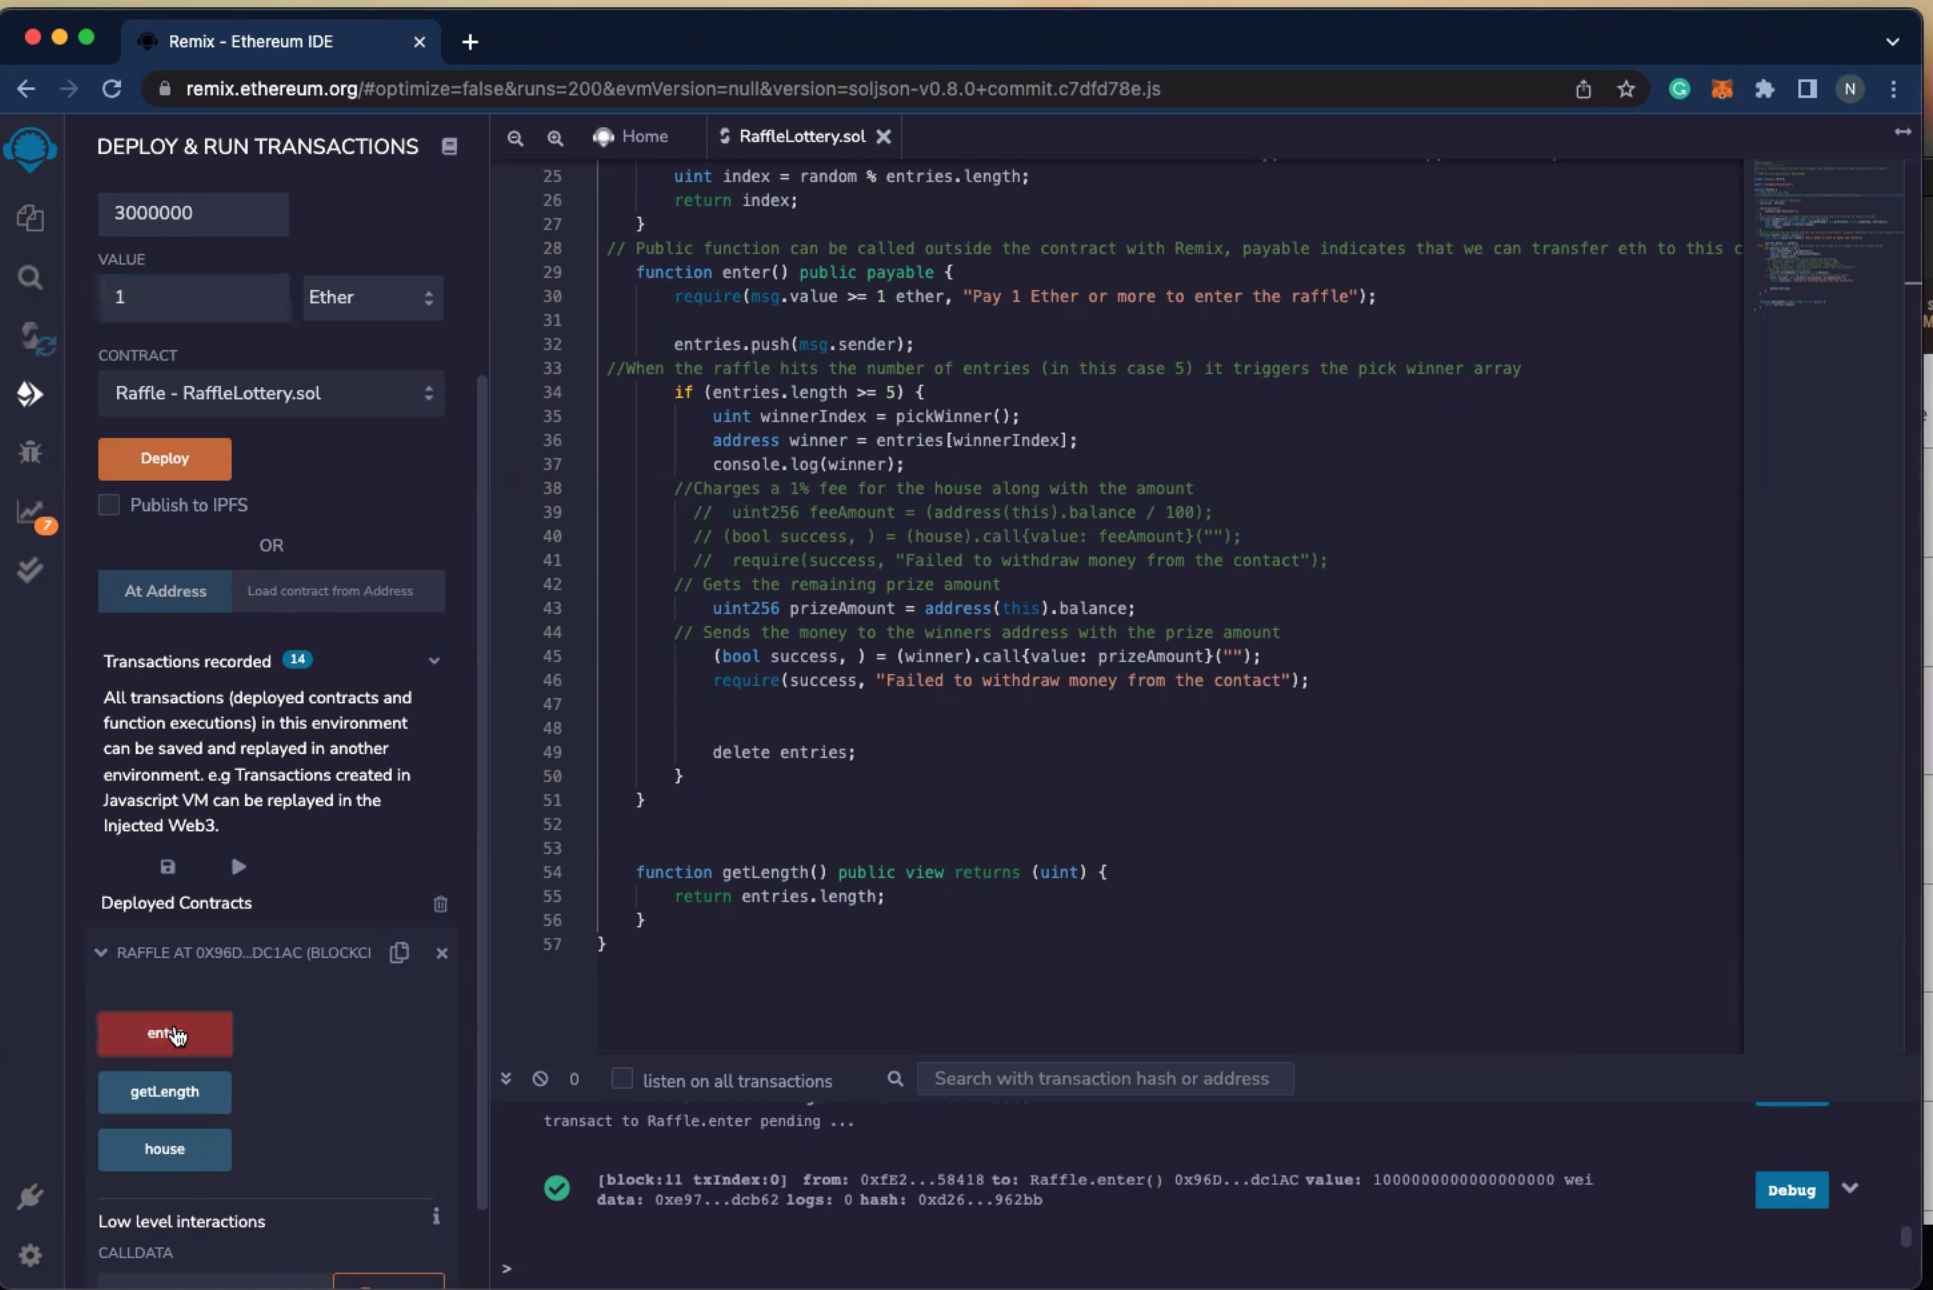 Remix - Ethereum IDE
remix.ethereum.org/#optimize=false&runs=200&evmVersion=null&version=soljson-v0.8.0+commit.c7dfd78e.js
N
DEPLOY & RUN TRANSACTIONS
3000000
VALUE
1
Ether
CONTRACT
Raffle - RaffleLottery.sol
Deploy
Publish to IPFS
OR
At Address
Load contract from Address
Transactions recorded 14
All transactions (deployed contracts and
function executions) in this environment
can be saved and replayed in another
environment. e.g Transactions created in
Javascript VM can be replayed in the
Injected Web3.
Deployed Contracts
RAFFLE AT 0X96D...DC1AC (BLOCKCI
getLength
house
Low level interactions
i
CALLDATA
7
Home
RaffleLottery.sol
25 uint index = random % entries.length;
26 return index;
27 }
28 // Public function can be called outside the contract with Remix, payable indicates that we can transfer eth to this c
29 function enter() public payable {
30 require(msg.value >= 1 ether, "Pay 1 Ether or more to enter the raffle");
31
32 entries.push(msg.sender);
33 //When the raffle hits the number of entries (in this case 5) it triggers the pick winner array
34 if (entries.length >= 5) {
35 uint winnerIndex = pickWinner();
36 address winner = entries[winnerIndex];
37 console.log(winner);
38 //Charges a 1% fee for the house along with the amount
39 // uint256 feeAmount = (address(this).balance / 100);
40 // (bool success, ) = (house).call{value: feeAmount}("");
41 // require(success, "Failed to withdraw money from the contact");
42 // Gets the remaining prize amount
43 uint256 prizeAmount = address(this).balance;
44 // Sends the money to the winners address with the prize amount
45 (bool success, ) = (winner).call{value: prizeAmount}("");
46 require(success, "Failed to withdraw money from the contact");
47
48
49 delete entries;
50 }
51 }
52
53
54 function getLength() public view returns (uint) {
55 return entries.length;
56 }
57 }
0
listen on all transactions
Search with transaction hash or address
transact to Raffle.enter pending ...
[block:11 txIndex:0] from: 0xfE2...58418 to: Raffle.enter() 0x96D...dc1AC value: 1000000000000000000 wei
data: 0xe97...dcb62 logs: 0 hash: 0xd26...962bb
Debug
>